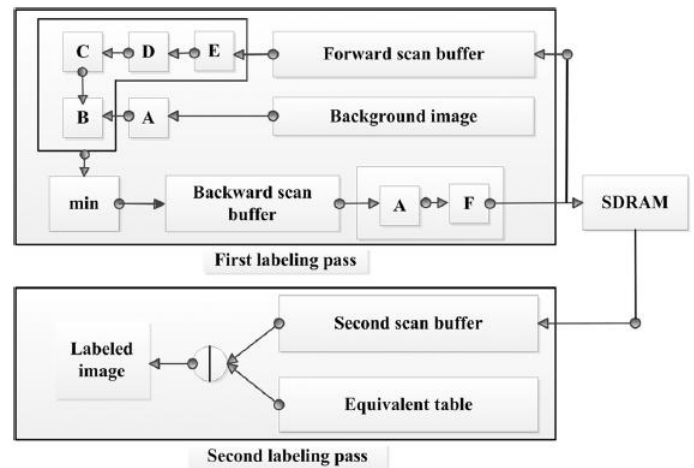 C D E Forward scan buffer
B A Background image
min Backward scan
buffer A F SDRAM
First labeling pass
Second scan buffer
Labeled
image
Equivalent table
Second labeling pass